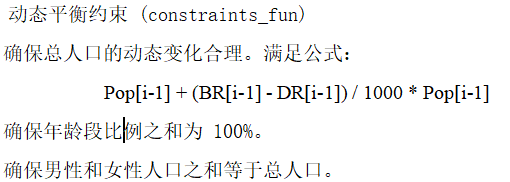 动态平衡约束 (constraints_fun)
确保总人口的动态变化合理。满足公式：
Pop[i-1] + (BR[i-1] - DR[i-1]) / 1000 * Pop[i-1]
确保年龄段比例之和为 100%。
确保男性和女性人口之和等于总人口。